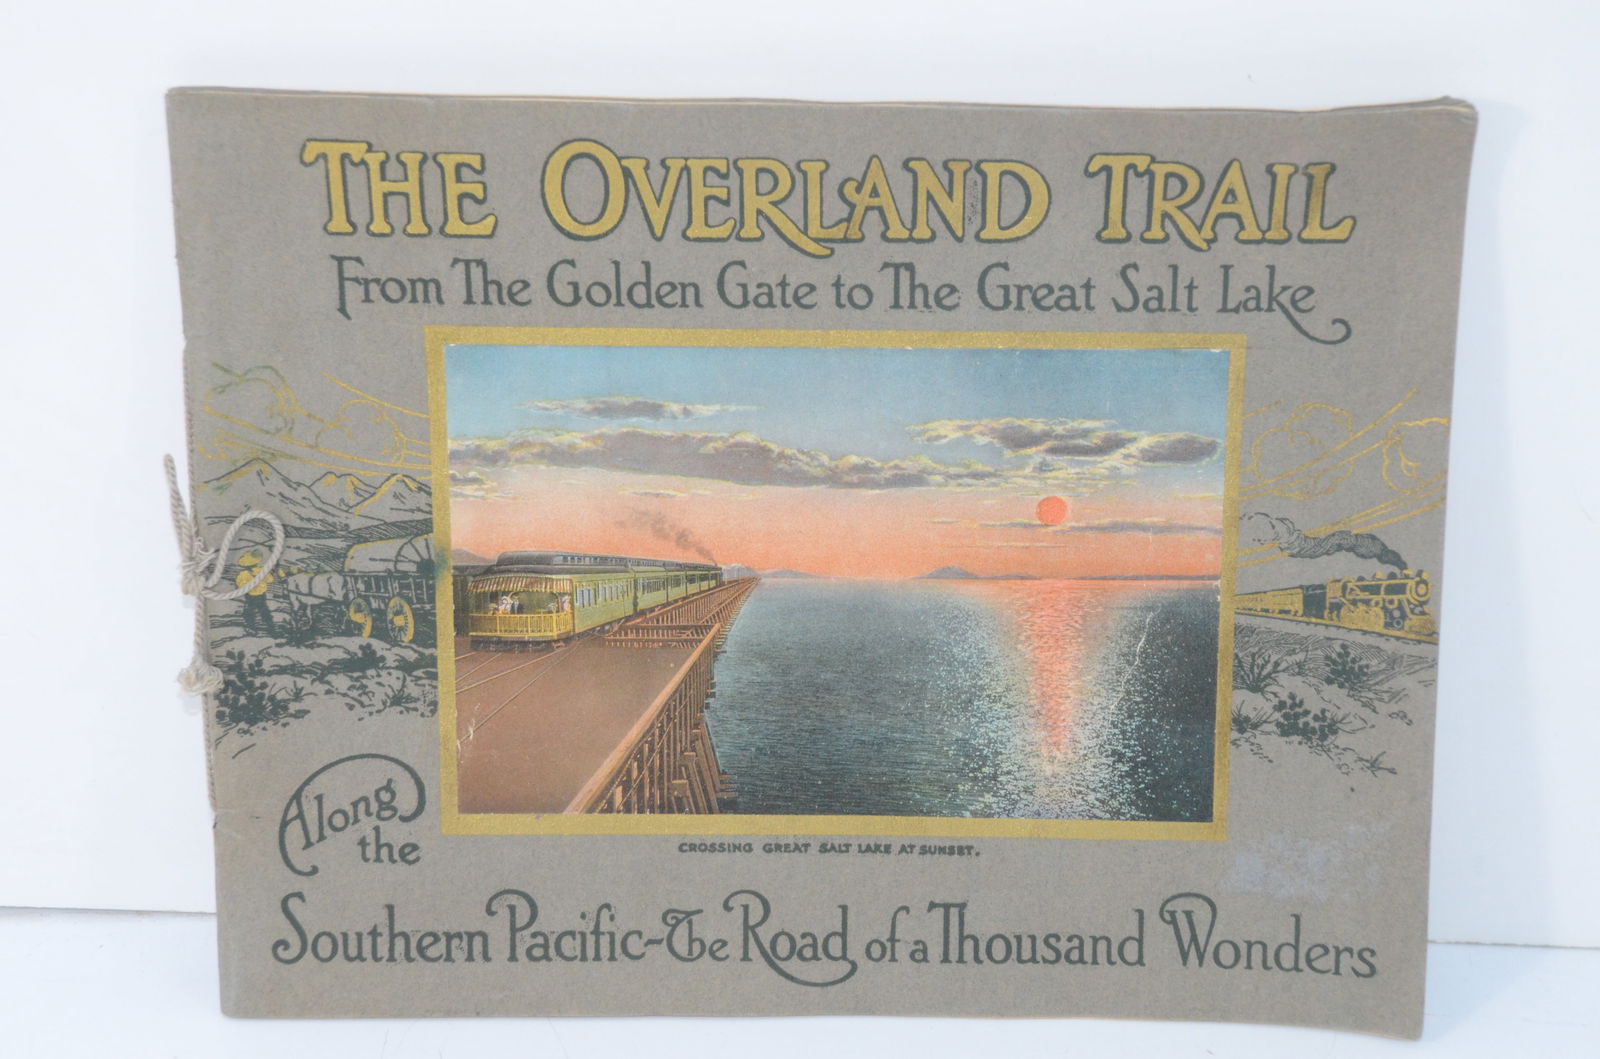 THE OVERLAND TRAIL
From The Golden Gate to The Great Salt Lake
CROSSING GREAT SALT LAKE AT SUNSET.
Along
the
Southern Pacific-The Road of a Thousand Wonders